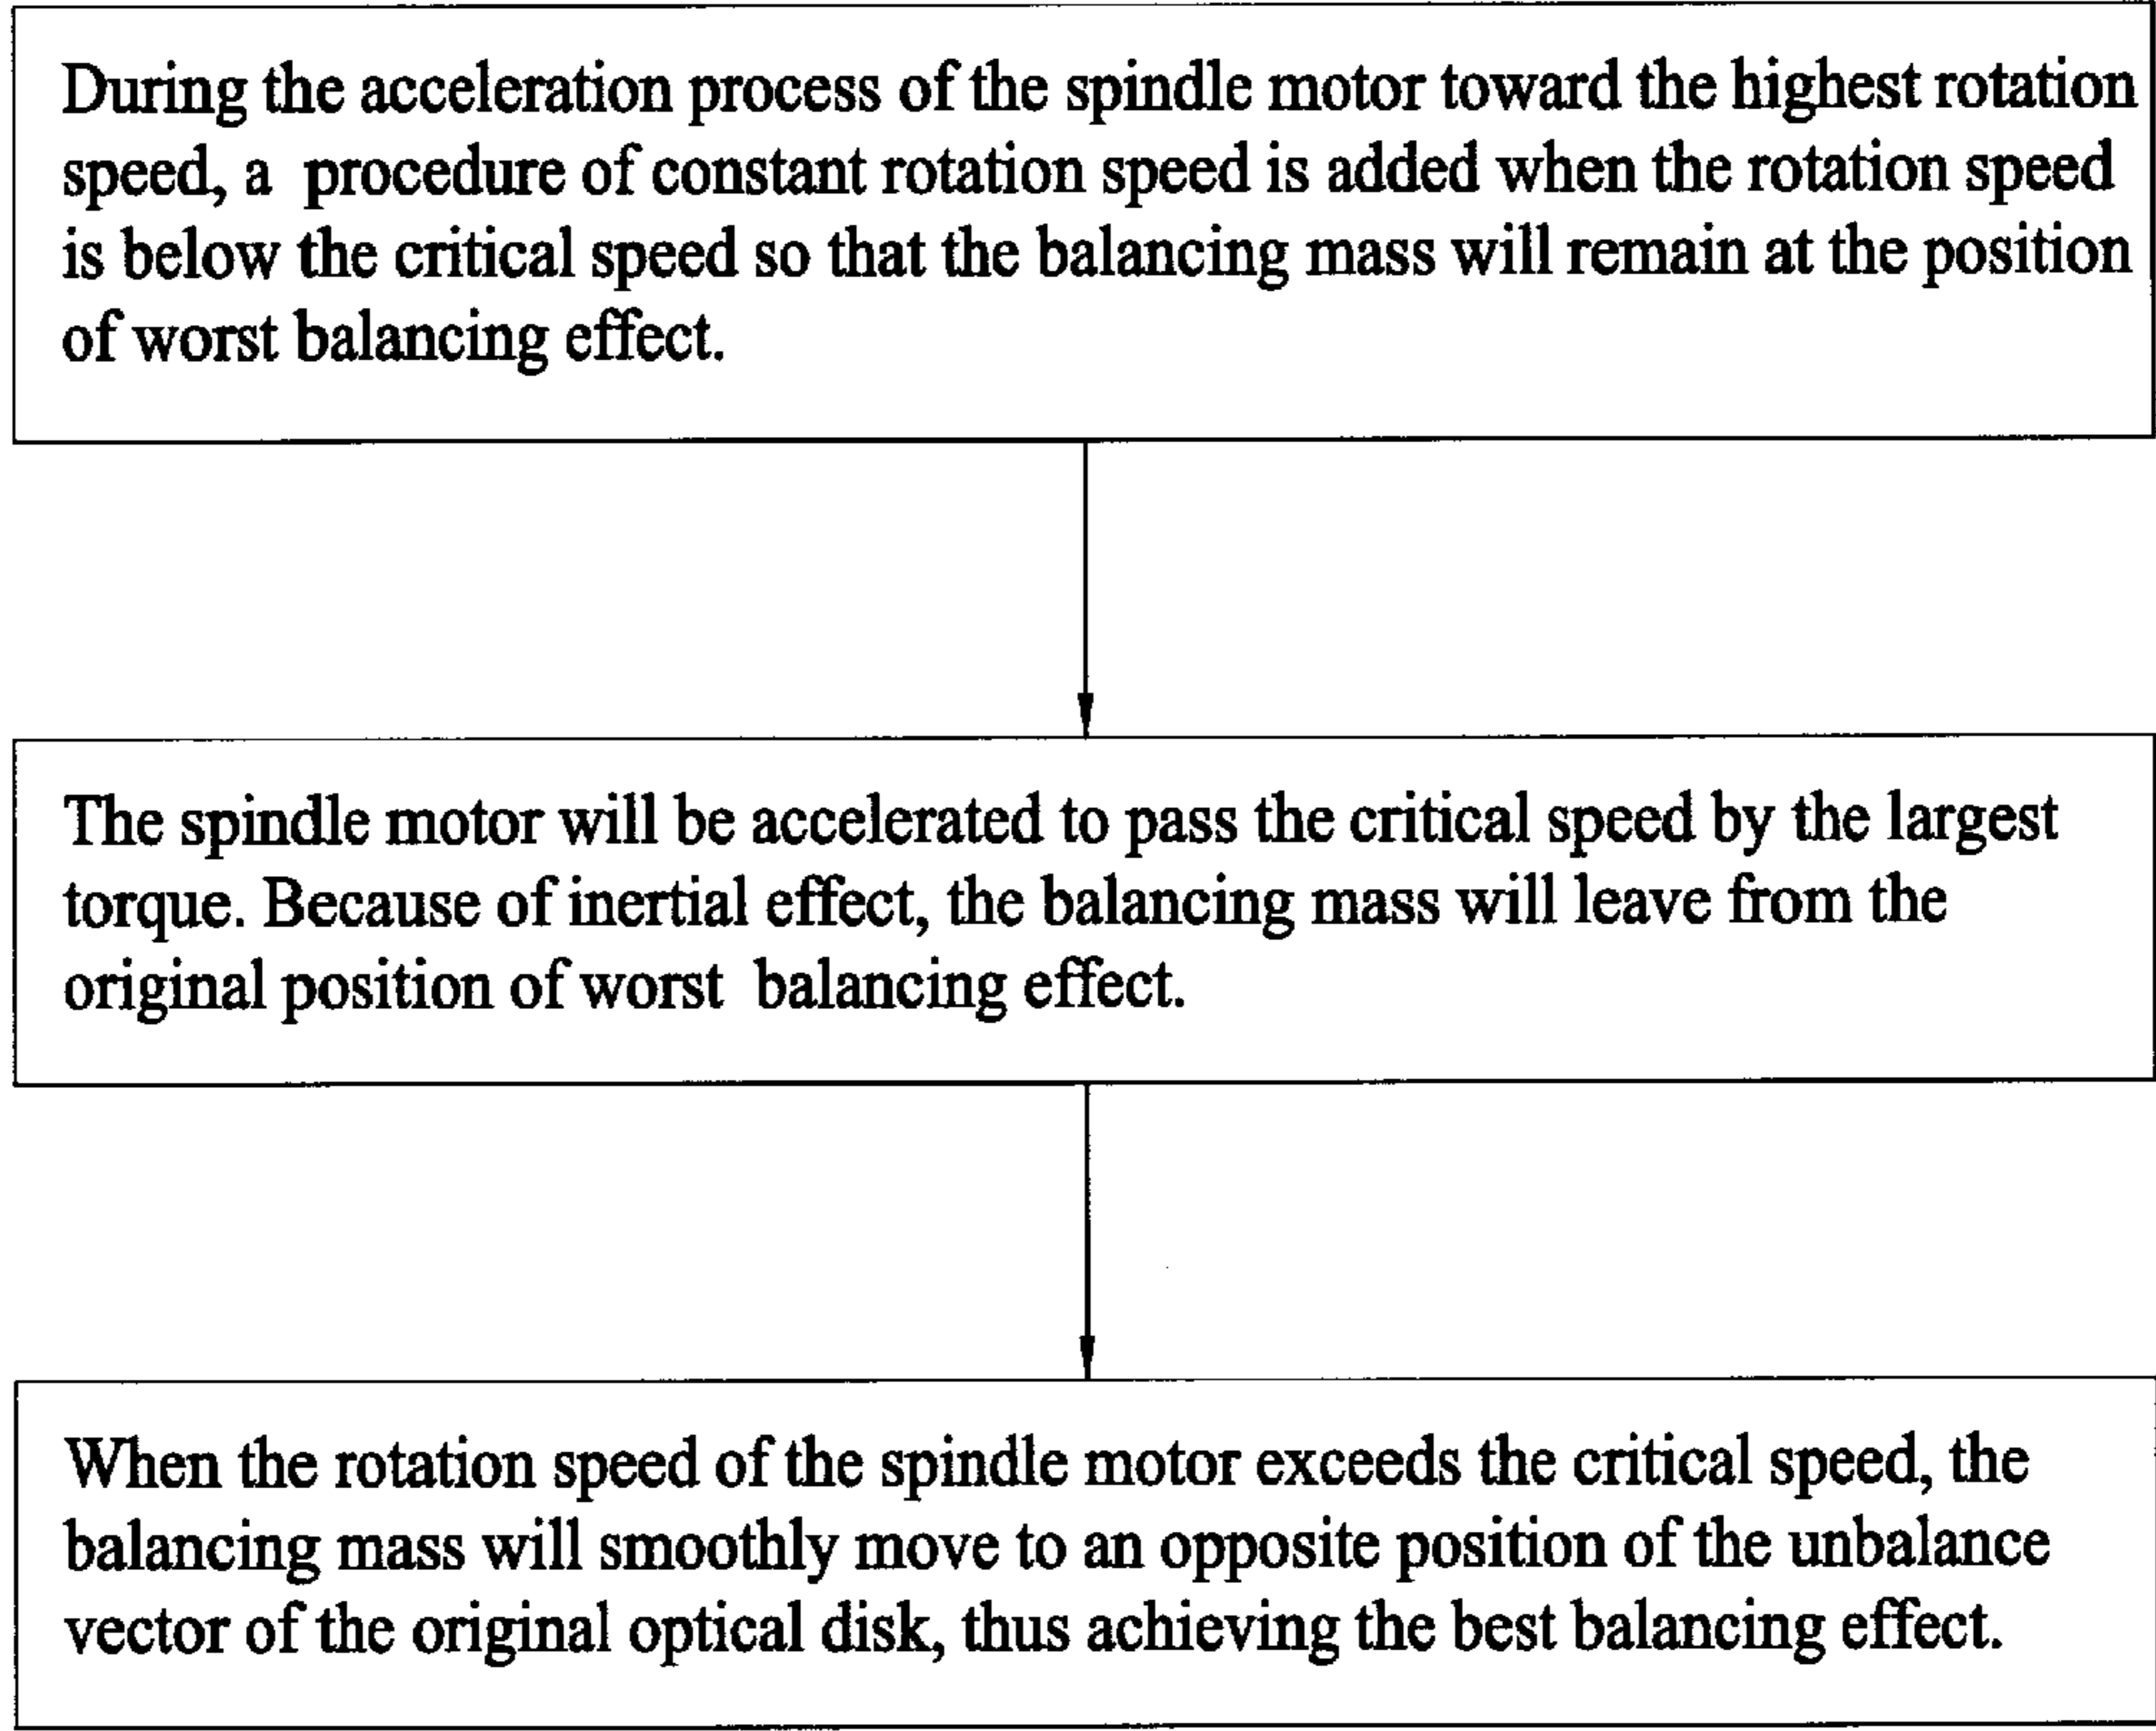 During the acceleration process of the spindle motor toward the highest rotation
speed, a procedure of constant rotation speed is added when the rotation speed
is below the critical speed so that the balancing mass will remain at the position
of worst balancing effect.
The spindle motor will be accelerated to pass the critical speed by the largest
torque. Because of inertial effect, the balancing mass will leave from the
original position of worst balancing effect.
When the rotation speed of the spindle motor exceeds the critical speed, the
balancing mass will smoothly move to an opposite position of the unbalance
vector of the original optical disk, thus achieving the best balancing effect.